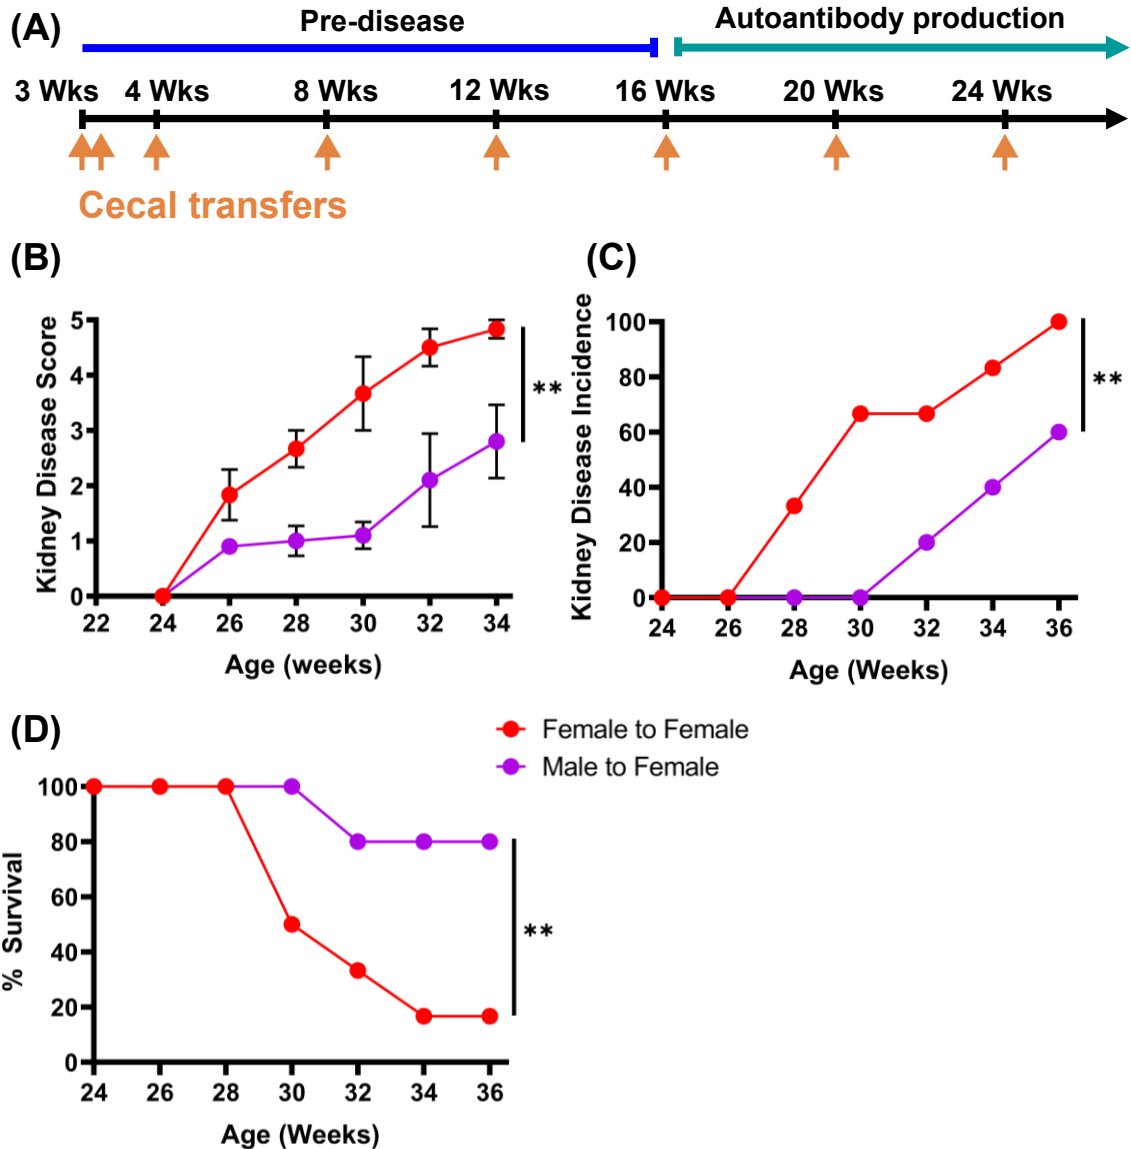 (A)
Pre-disease
Autoantibody production
3 Wks 4 Wks 8 Wks 12 Wks 16 Wks 20 Wks 24 Wks
Cecal transfers
(B)
Kidney Disease Score
5
4
3
2
1
0
22 24 26 28 30 32 34
Age (weeks)
**
(C)
Kidney Disease Incidence
100
80
60
40
20
0
24 26 28 30 32 34 36
Age (Weeks)
**
(D)
Female to Female
Male to Female
% Survival
100
80
60
40
20
0
24 26 28 30 32 34 36
Age (Weeks)
**